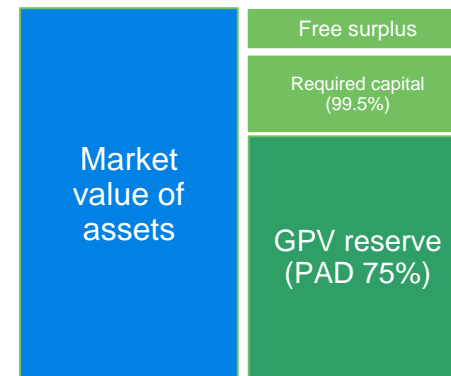 Market
value of
assets
Free surplus
Required capital
(99.5%)
GPV reserve
(PAD 75%)